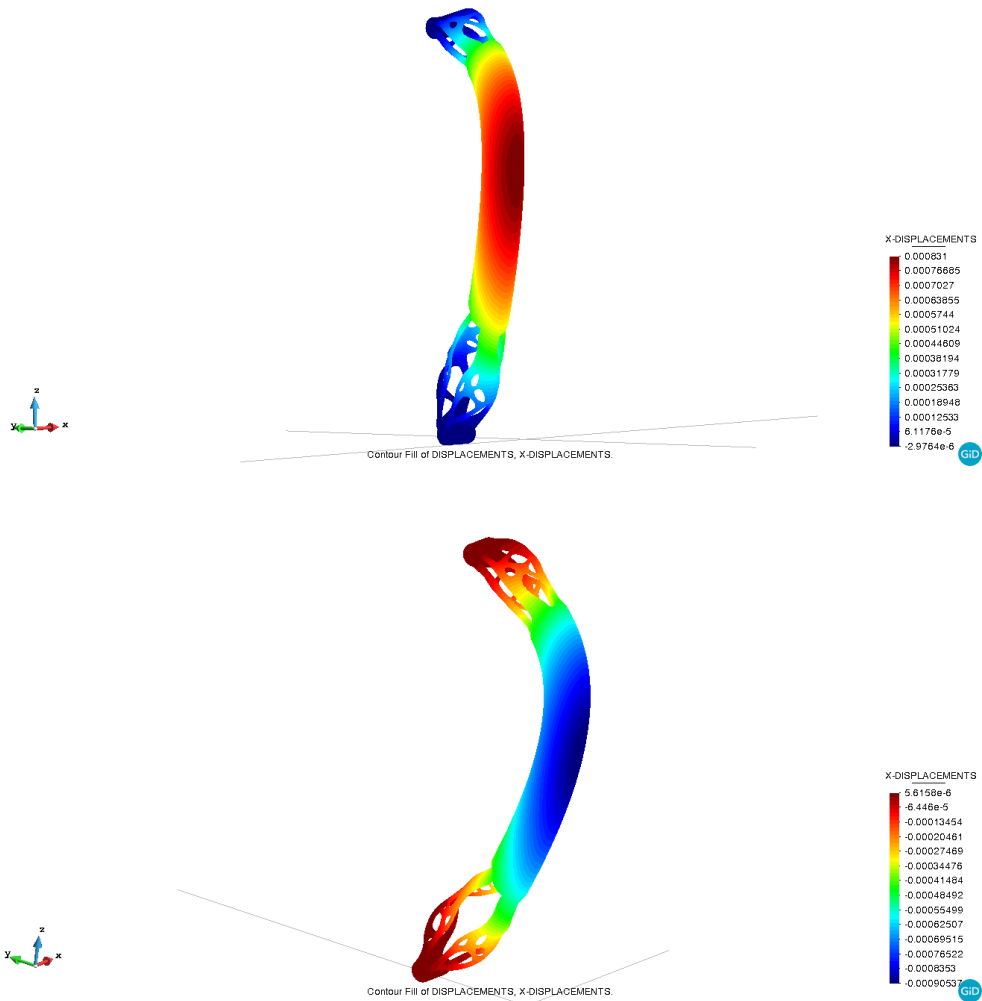 X-DISPLACEMENTS
0.000831
0.00076685
0.0007027
0.00063855
0.0005744
0.00051024
0.00044609
0.00038194
0.00031779
0.00025363
0.00018948
0.00012533
6.1176e-5
-2.9764e-6
z
y
x
GiD
Contour Fill of DISPLACEMENTS, X-DISPLACEMENTS.
X-DISPLACEMENTS
5.6158e-6
-6.446e-5
-0.00013454
-0.00020461
-0.00027469
-0.00034476
-0.00041484
-0.00048492
-0.00055499
-0.00062507
-0.00069515
-0.00076522
-0.0008353
-0.00090537
z
y
x
GiD
Contour Fill of DISPLACEMENTS, X-DISPLACEMENTS.